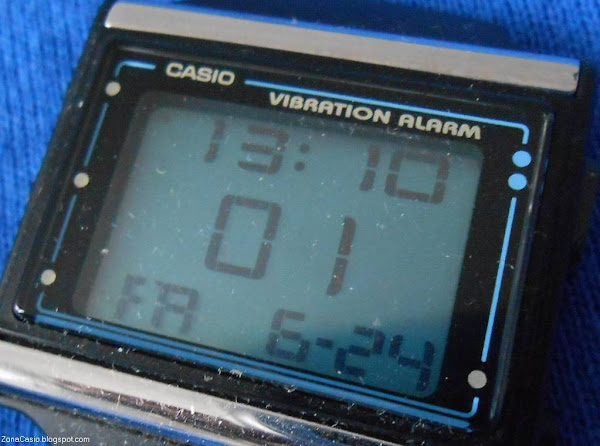 CASIO
VIBRATION ALARM
13:10
01
FR 6-24
ZonaCasio.blogspot.com